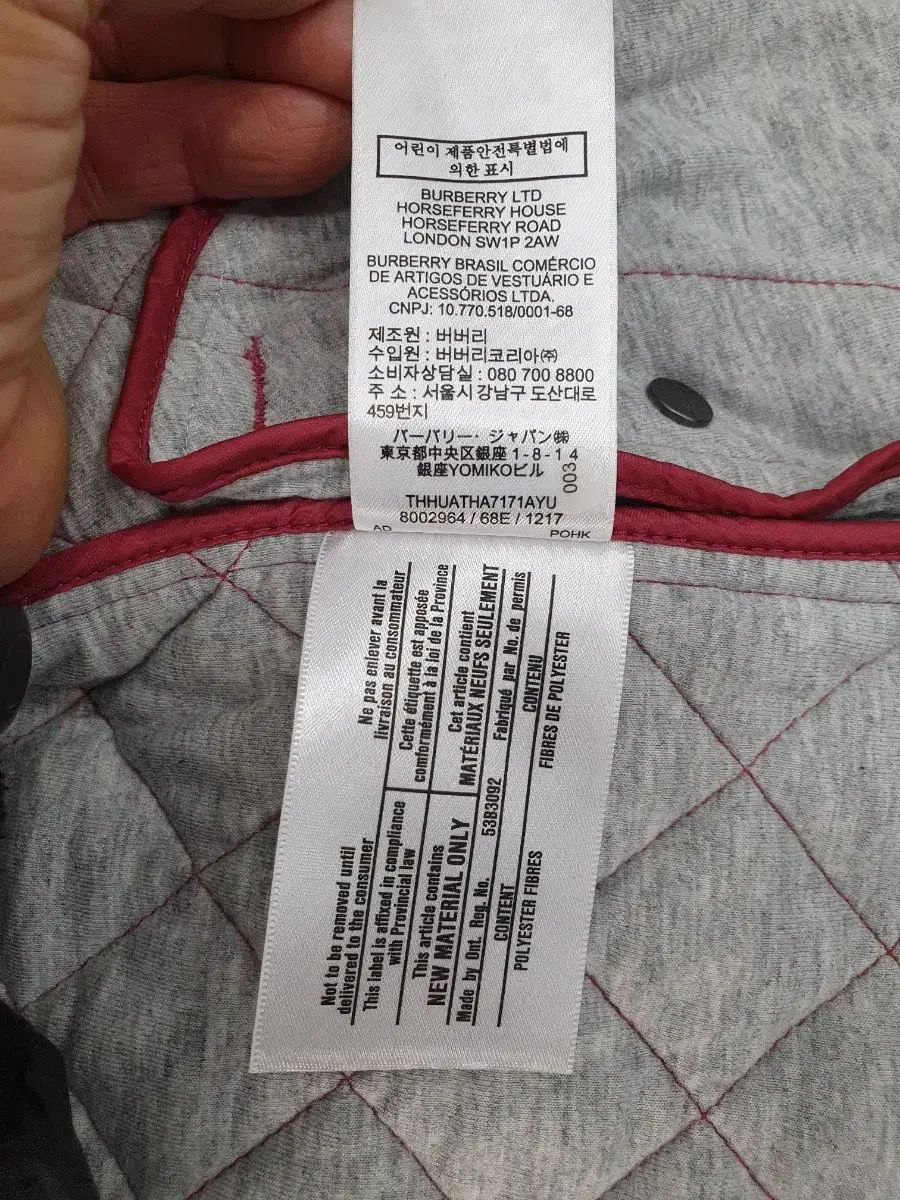 어린이 제품안전특별법에
의한 표시
BURBERRY LTD
HORSEFERRY HOUSE
HORSEFERRY ROAD
LONDON SW1P 2AW
BURBERRY BRASIL COMÉRCIO
DE ARTIGOS DE VESTUÁRIO E
ACESSÓRIOS LTDA.
CNPJ: 10.770.518/0001-68
제조원 : 버버리
수입원 : 버버리코리아㈜
소비자상담실 : 080 700 8800
주 소 : 서울시 강남구 도산대로
459번지
バーバリー・ジャパン㈱
東京都中央区銀座 1 - 8 - 1 4
銀座YOMIKOビル
003
THHUATHA7171AYU
8002964 / 68E / 1217
AD
POHK
Not to be removed until
delivered to the consumer
Ne pas enlever avant la
livraison au consommateur
This label is affixed in compliance
with Provincial law
Cette étiquette est apposée
comformément à la loi de la Province
This article contains
NEW MATERIAL ONLY
Cet article contient
MATÉRIAUX NEUFS SEULEMENT
Made by Ont. Reg. No. 53B3092 Fabriqué par No. de permis
CONTENT
CONTENU
POLYESTER FIBRES
FIBRES DE POLYESTER